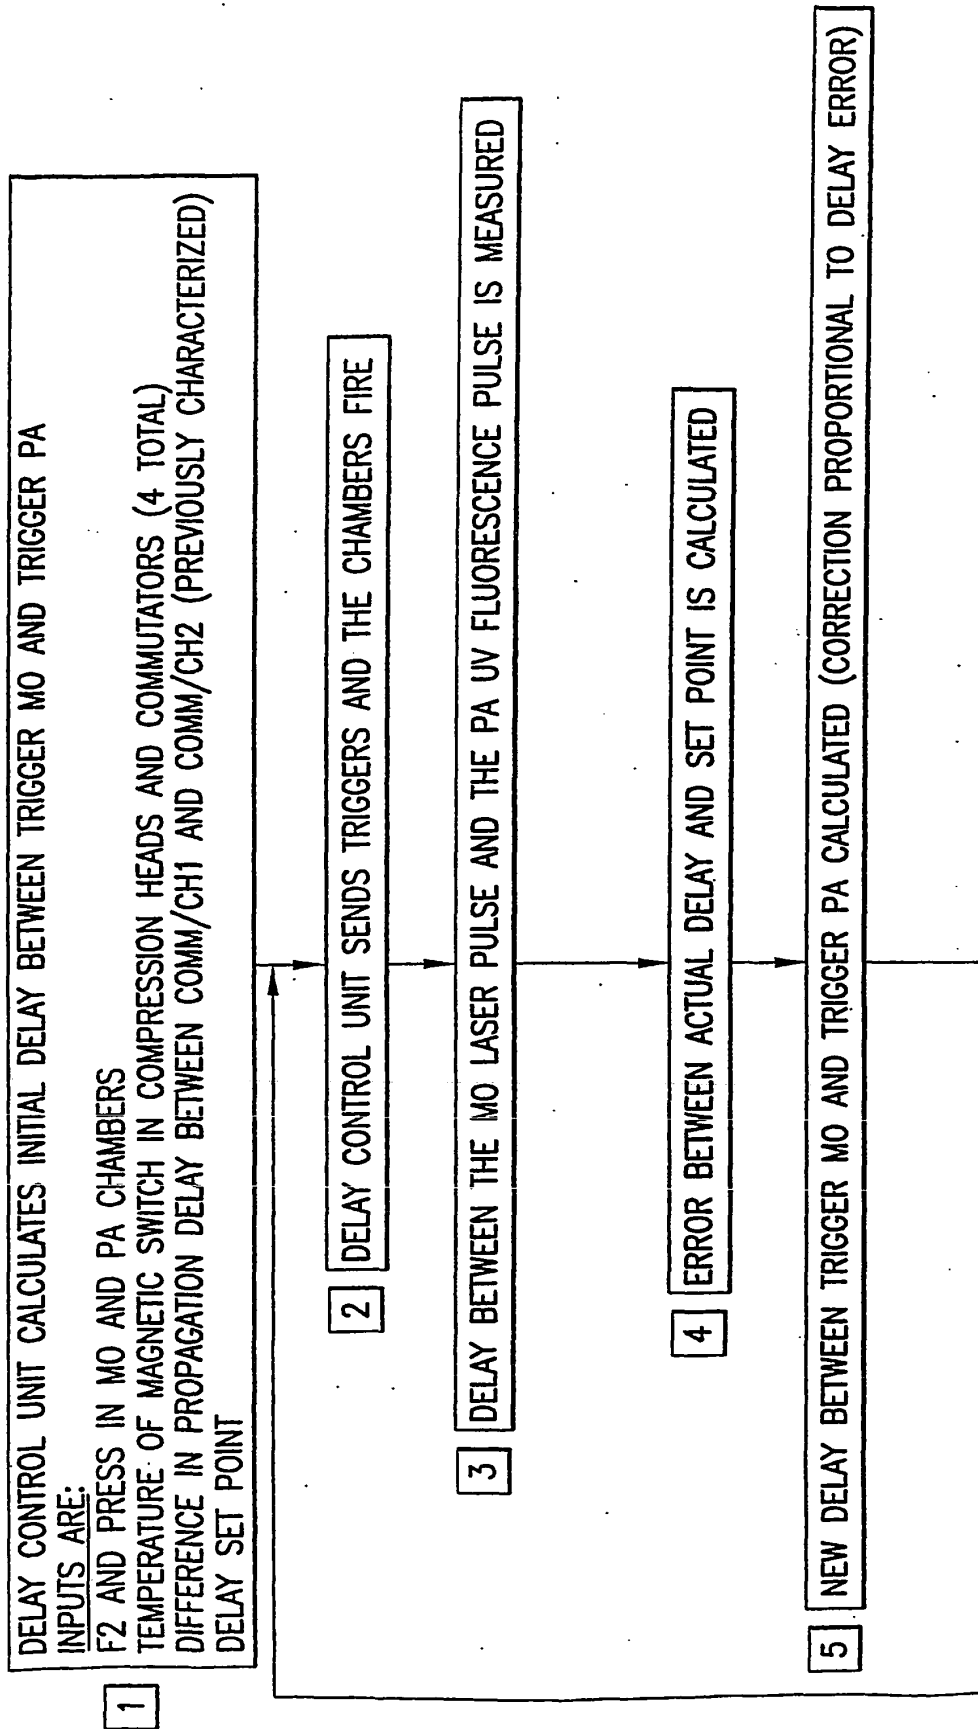 1
DELAY CONTROL UNIT CALCULATES INITIAL DELAY BETWEEN TRIGGER MO AND TRIGGER PA
INPUTS ARE:
F2 AND PRESS IN MO AND PA CHAMBERS
TEMPERATURE OF MAGNETIC SWITCH IN COMPRESSION HEADS AND COMMUTATORS (4 TOTAL)
DIFFERENCE IN PROPAGATION DELAY BETWEEN COMM/CH1 AND COMM/CH2 (PREVIOUSLY CHARACTERIZED)
DELAY SET POINT
2 DELAY CONTROL UNIT SENDS TRIGGERS AND THE CHAMBERS FIRE
3 DELAY BETWEEN THE MO LASER PULSE AND THE PA UV FLUORESCENCE PULSE IS MEASURED
4 ERROR BETWEEN ACTUAL DELAY AND SET POINT IS CALCULATED
5 NEW DELAY BETWEEN TRIGGER MO AND TRIGGER PA CALCULATED (CORRECTION PROPORTIONAL TO DELAY ERROR)